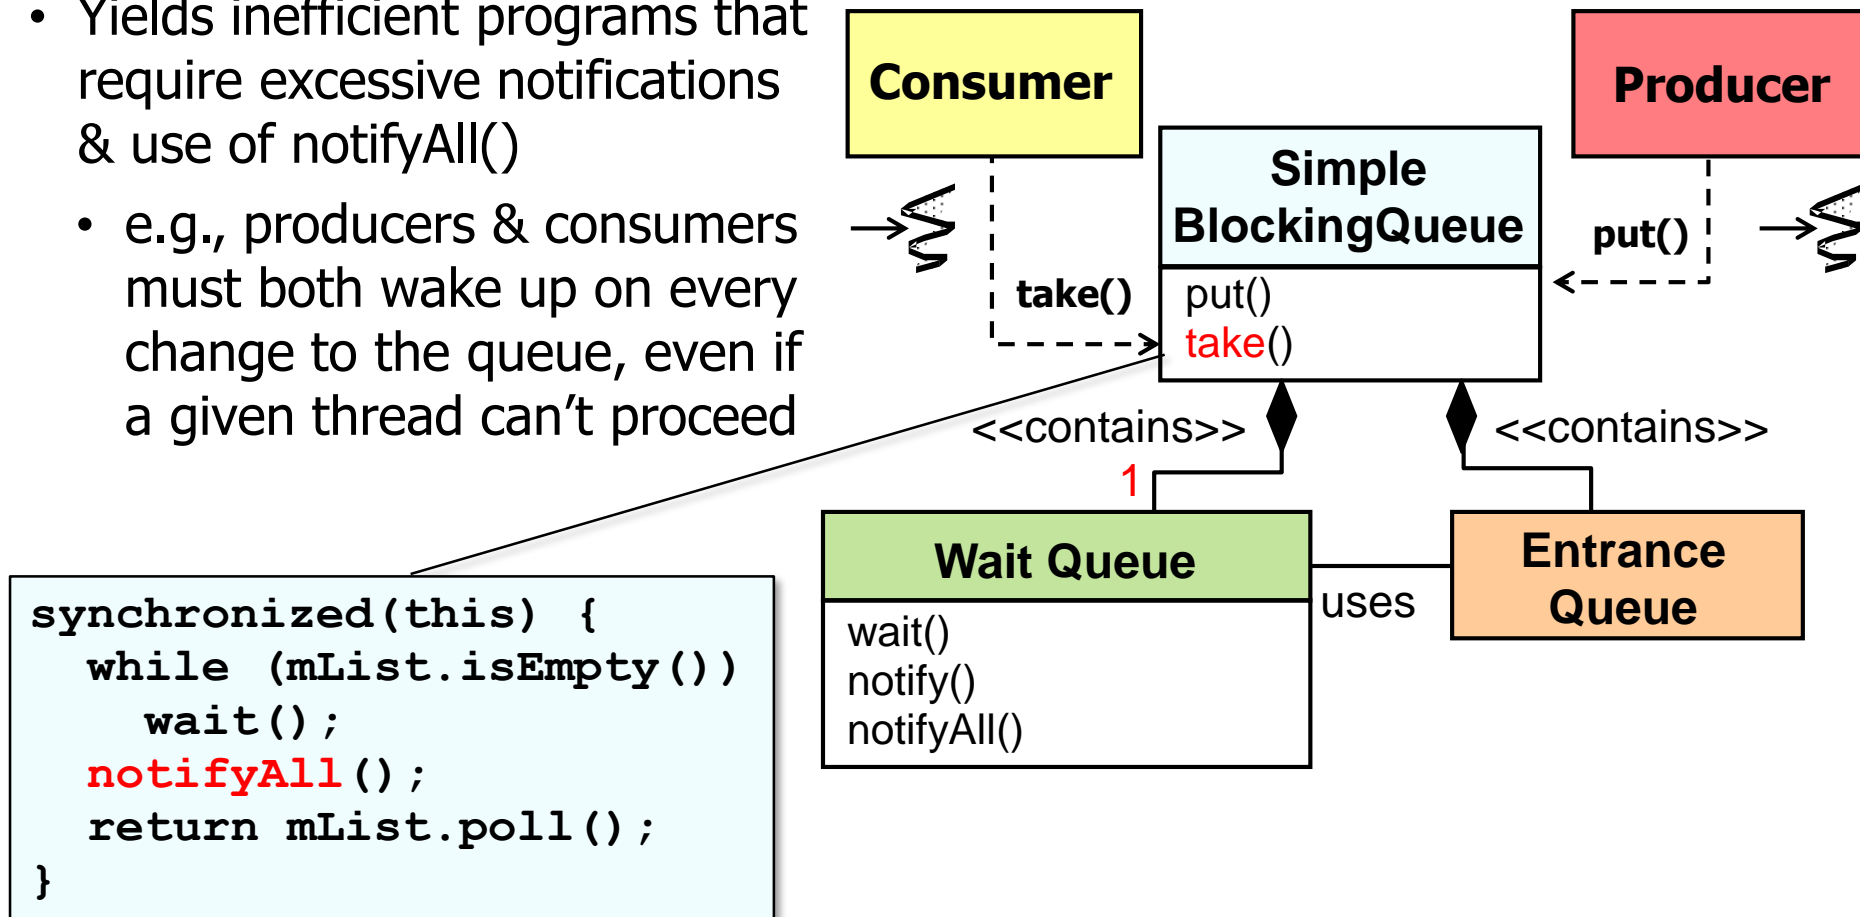 • Yields inefficient programs that
require excessive notifications
& use of notifyAll()
• e.g., producers & consumers
must both wake up on every
change to the queue, even if
a given thread can’t proceed
Consumer
Producer
Simple
BlockingQueue
put()
take()
take()
put()
<<contains>>
<<contains>>
1
Wait Queue
wait()
notify()
notifyAll()
uses
Entrance
Queue
synchronized(this) {
while (mList.isEmpty())
wait();
notifyAll();
return mList.poll();
}